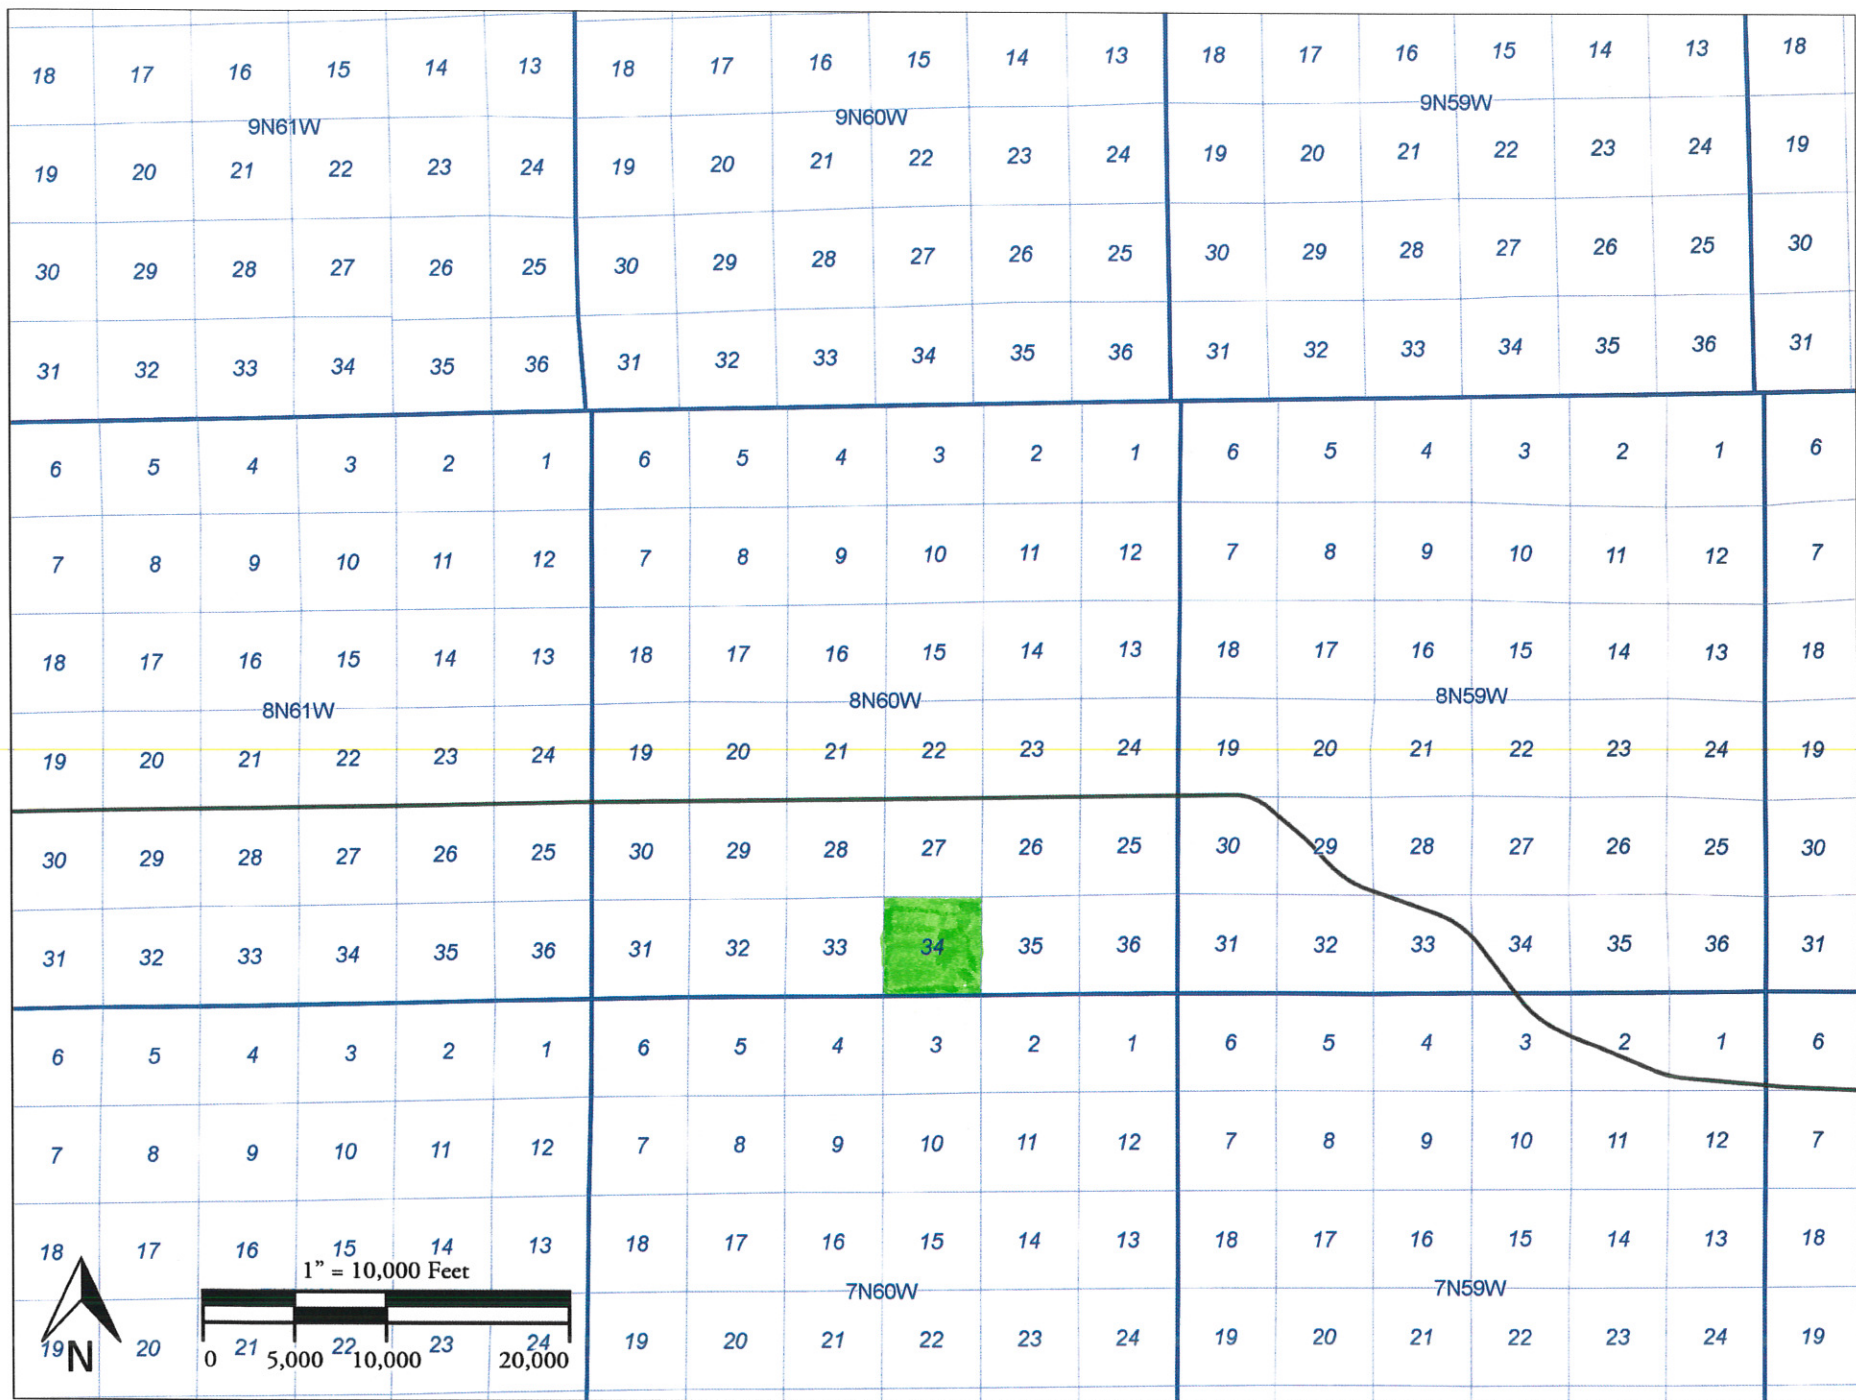 18 17 16 15 14 13 18 17 16 15 14 13 18 17 16 15 14 13 18
9N61W 9N60W 9N59W
19 20 21 22 23 24 19 20 21 22 23 24 19 20 21 22 23 24 19
30 29 28 27 26 25 30 29 28 27 26 25 30 29 28 27 26 25 30
31 32 33 34 35 36 31 32 33 34 35 36 31 32 33 34 35 36 31
6 5 4 3 2 1 6 5 4 3 2 1 6 5 4 3 2 1 6
7 8 9 10 11 12 7 8 9 10 11 12 7 8 9 10 11 12 7
18 17 16 15 14 13 18 17 16 15 14 13 18 17 16 15 14 13 18
8N61W 8N60W 8N59W
19 20 21 22 23 24 19 20 21 22 23 24 19 20 21 22 23 24 19
30 29 28 27 26 25 30 29 28 27 26 25 30 29 28 27 26 25 30
31 32 33 34 35 36 31 32 33 34 35 36 31 32 33 34 35 36 31
6 5 4 3 2 1 6 5 4 3 2 1 6 5 4 3 2 1 6
7 8 9 10 11 12 7 8 9 10 11 12 7 8 9 10 11 12 7
18 17 16 15 14 13 18 17 16 15 14 13 18 17 16 15 14 13 18
1" = 10,000 Feet
7N60W 7N59W
19 20 21 22 23 24 19 20 21 22 23 24 19 20 21 22 23 24 19
N
0 5,000 10,000 20,000